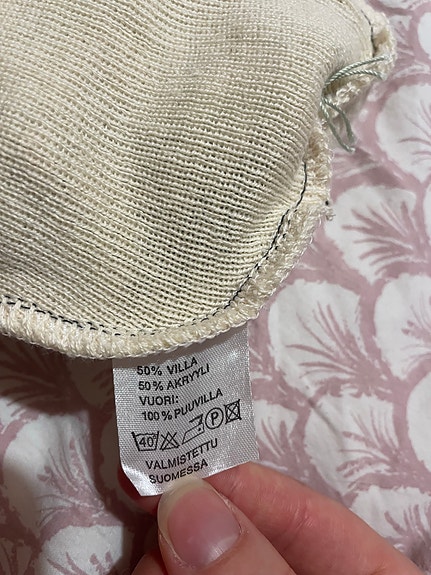 50% VILLA
50% AKRYYLI
VUORI:
100% PUUVILLA
40 P
VALMISTETTU
SUOMESSA